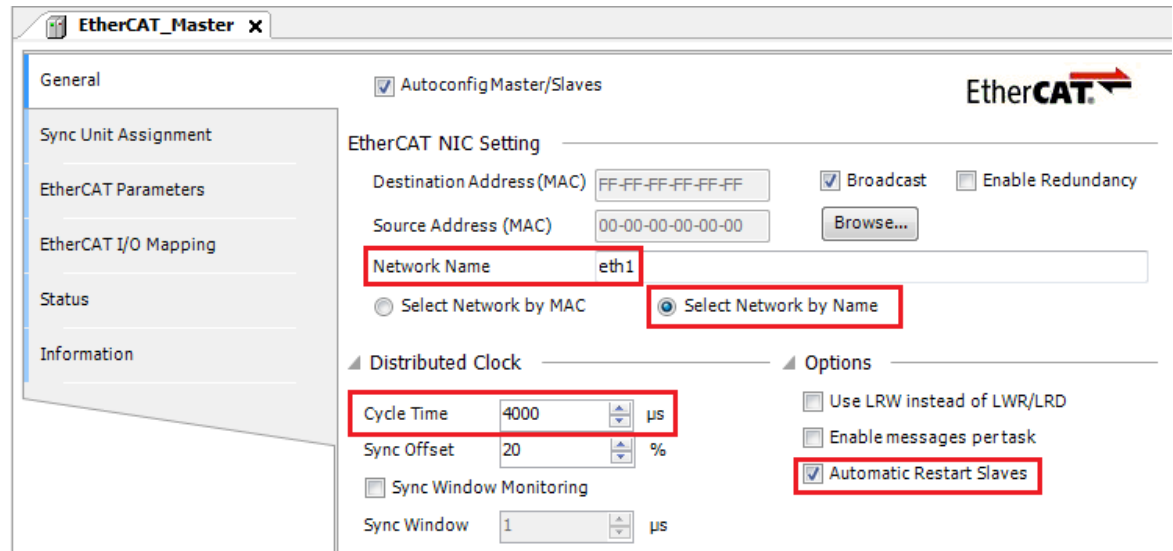 EtherCAT_Master x
General
Sync Unit Assignment
EtherCAT Parameters
EtherCAT I/O Mapping
Status
Information
Autoconfig Master/Slaves
EtherCAT.
EtherCAT NIC Setting
Destination Address (MAC) FF-FF-FF-FF-FF-FF Broadcast Enable Redundancy
Source Address (MAC) 00-00-00-00-00-00 Browse...
Network Name eth1
Select Network by MAC Select Network by Name
Distributed Clock
Cycle Time 4000 µs
Sync Offset 20 %
Sync Window Monitoring
Sync Window 1 µs
Options
Use LRW instead of LWR/LRD
Enable messages per task
Automatic Restart Slaves